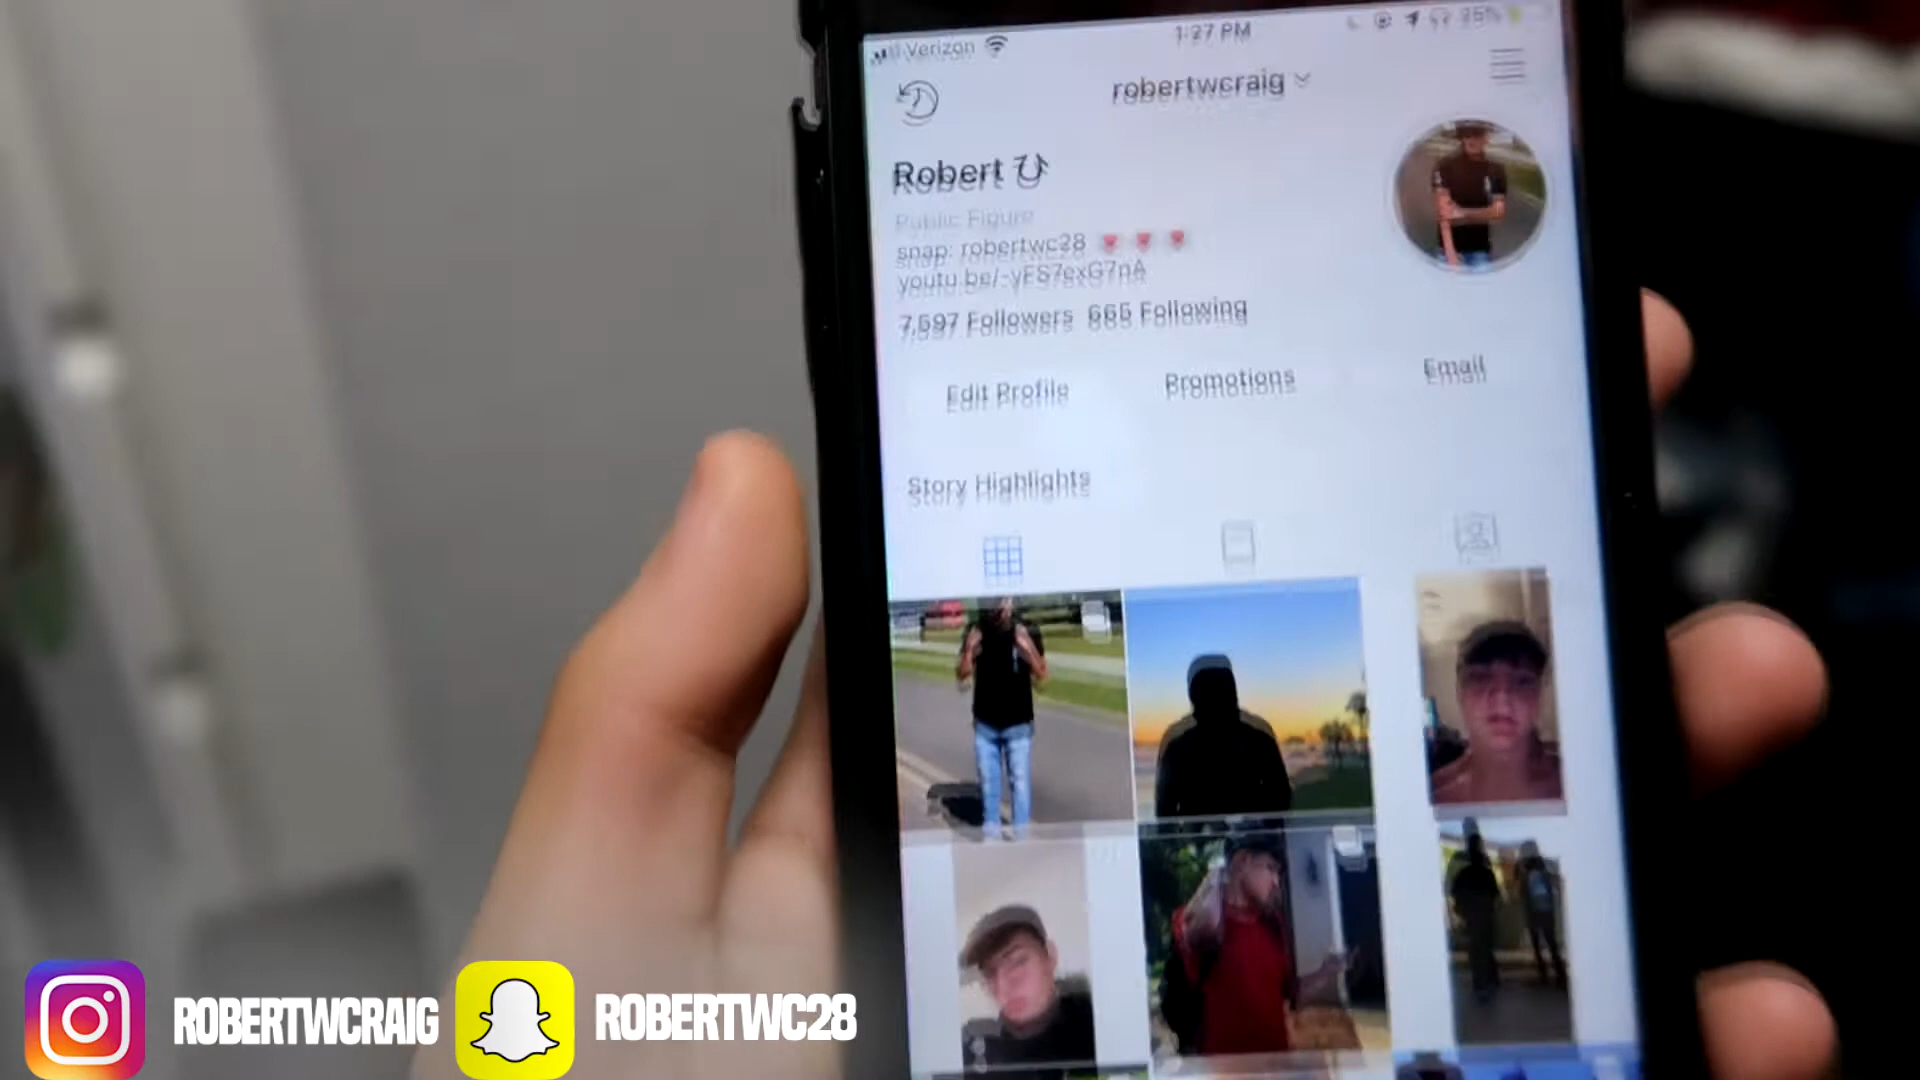 Verizon 1:27 PM
robertwcraig
Robert ひ
Public Figure
snap: robertwc28
youtu.be/-yFS7exG7nA
7,597 Followers 665 Following
Edit Profile Promotions Email
Story Highlights
ROBERTWCRAIG ROBERTWC28